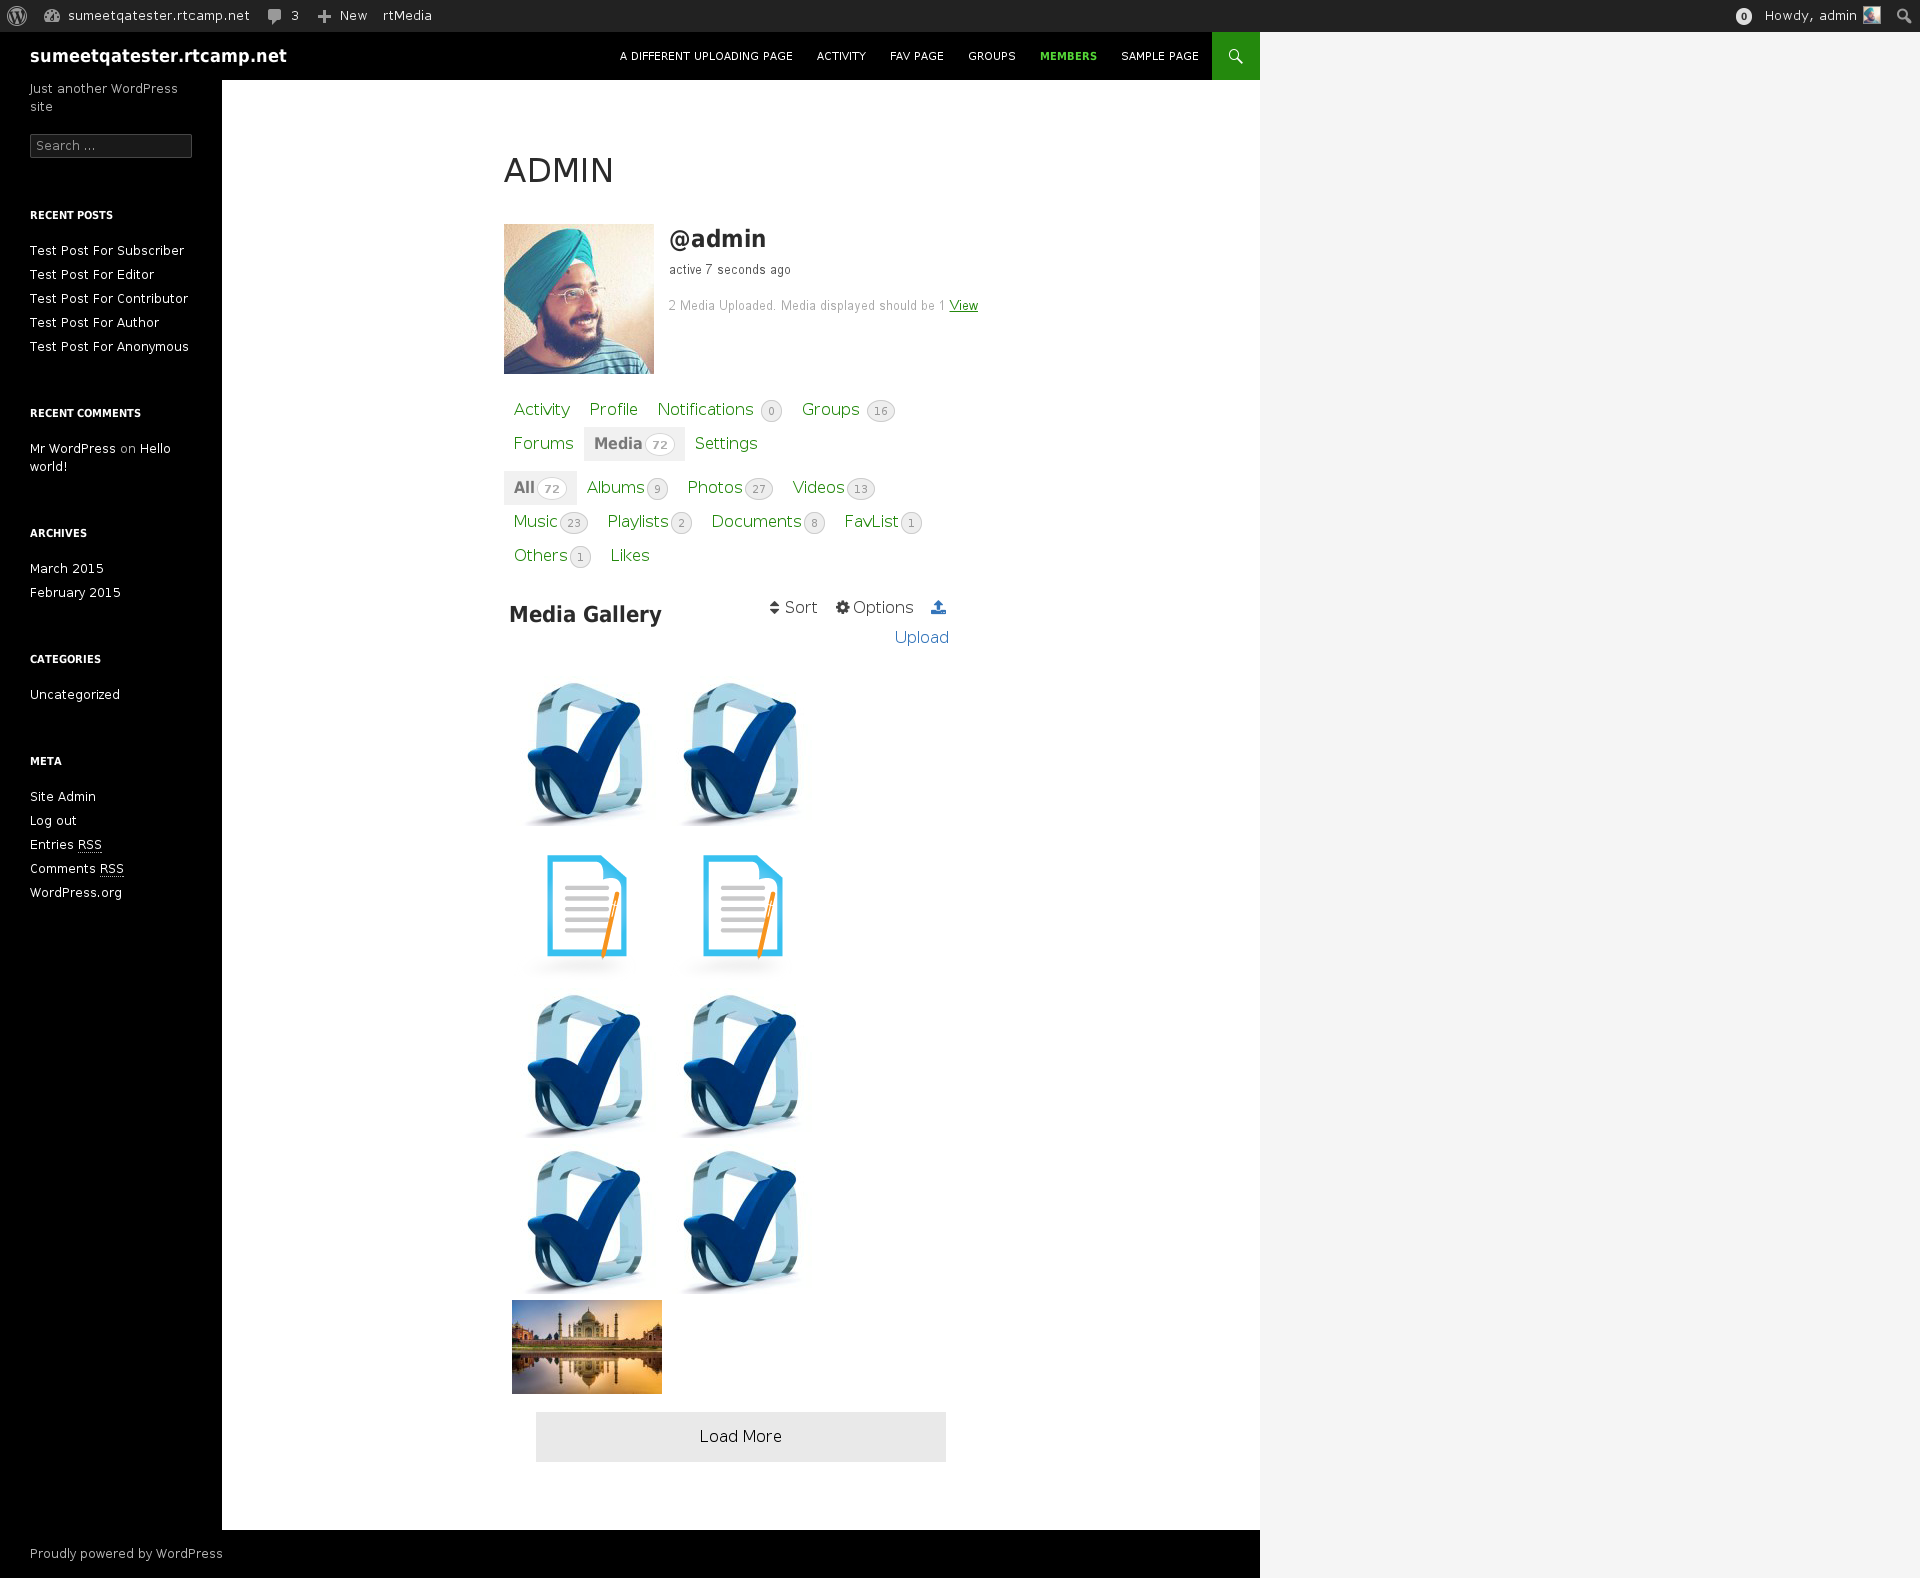 sumeetqatester.rtcamp.net 3 New rtMedia 0 Howdy, admin
sumeetqatester.rtcamp.net A DIFFERENT UPLOADING PAGE ACTIVITY FAV PAGE GROUPS MEMBERS SAMPLE PAGE
Just another WordPress
site
Search ...
RECENT POSTS
Test Post For Subscriber
Test Post For Editor
Test Post For Contributor
Test Post For Author
Test Post For Anonymous
RECENT COMMENTS
Mr WordPress on Hello
world!
ARCHIVES
March 2015
February 2015
CATEGORIES
Uncategorized
META
Site Admin
Log out
Entries RSS
Comments RSS
WordPress.org
ADMIN
@admin
active 7 seconds ago
2 Media Uploaded. Media displayed should be 1 View
Activity Profile Notifications 0 Groups 16
Forums Media 72 Settings
All 72 Albums 9 Photos 27 Videos 13
Music 23 Playlists 2 Documents 8 FavList 1
Others 1 Likes
Media Gallery Sort Options
Upload
Load More
Proudly powered by WordPress